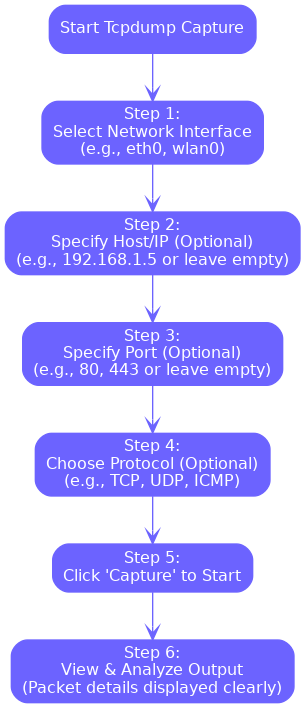 Start Tcpdump Capture
Step 1:
Select Network Interface
(e.g., eth0, wlan0)
Step 2:
Specify Host/IP (Optional)
(e.g., 192.168.1.5 or leave empty)
Step 3:
Specify Port (Optional)
(e.g., 80, 443 or leave empty)
Step 4:
Choose Protocol (Optional)
(e.g., TCP, UDP, ICMP)
Step 5:
Click 'Capture' to Start
Step 6:
View & Analyze Output
(Packet details displayed clearly)